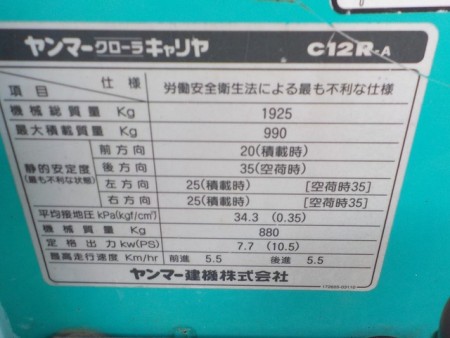 ヤンマークローラキャリヤ C12R-A
項目 仕様 労働安全衛生法による最も不利な仕様
機械総質量 Kg 1925
最大積載質量 Kg 990
静的安定度 (最も不利な状態)
前方向 20(積載時)
後方向 35(空荷時)
左方向 25(積載時) [空荷時35]
右方向 25(積載時) [空荷時35]
平均接地圧 kPa(kgf/cm²) 34.3 (0.35)
機械質量 Kg 880
定格出力 kw(PS) 7.7 (10.5)
最高走行速度 Km/hr 前進 5.5 後進 5.5
ヤンマー建機株式会社